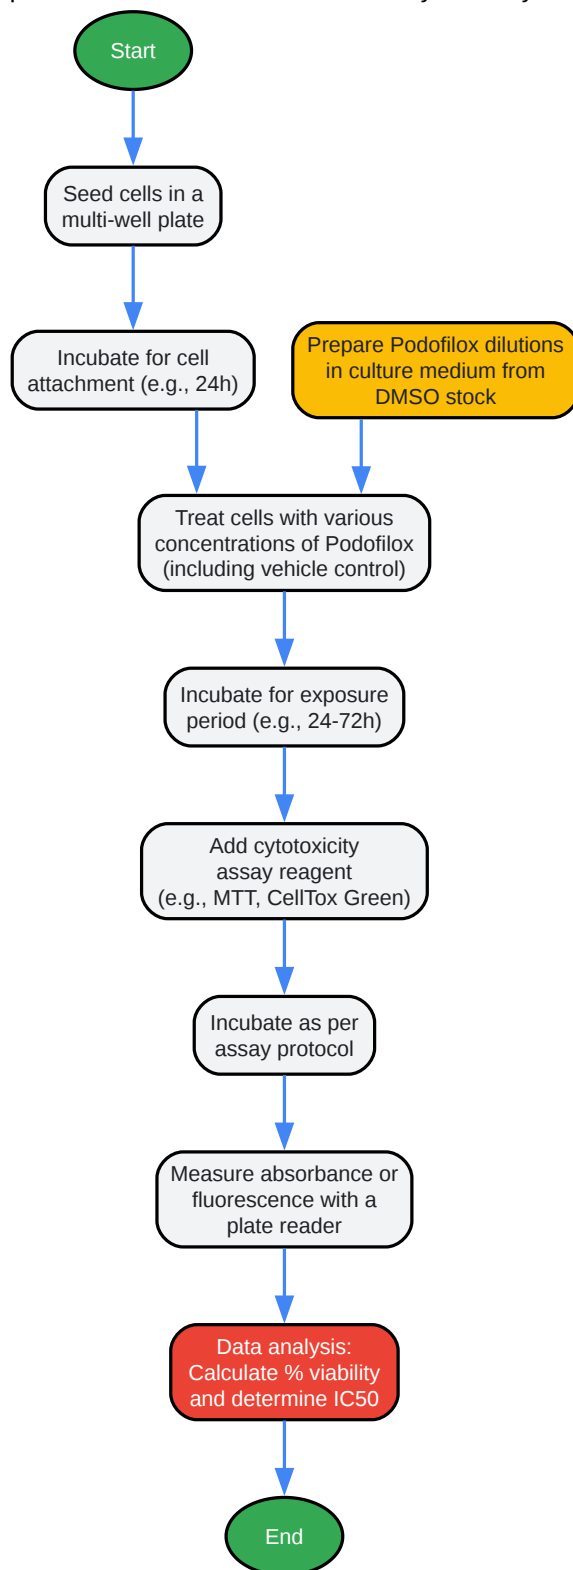 Start
Seed cells in a
multi-well plate
Incubate for cell
attachment (e.g., 24h)
Prepare Podofilox dilutions
in culture medium from
DMSO stock
Treat cells with various
concentrations of Podofilox
(including vehicle control)
Incubate for exposure
period (e.g., 24-72h)
Add cytotoxicity
assay reagent
(e.g., MTT, CellTox Green)
Incubate as per
assay protocol
Measure absorbance or
fluorescence with a
plate reader
Data analysis:
Calculate % viability
and determine IC50
End